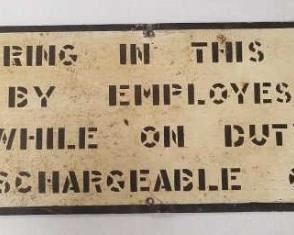 RING IN THIS
BY EMPLOYES
WHILE ON DUT
SCHARGEABLE